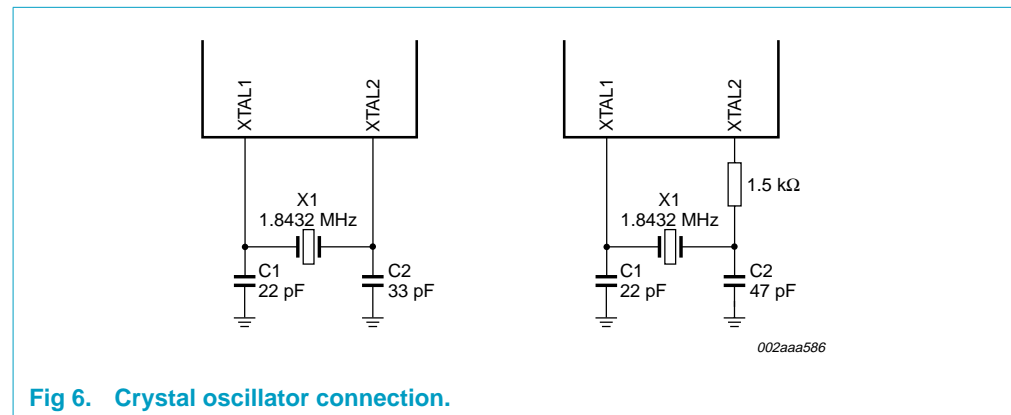 XTAL1
XTAL2
X1
1.8432 MHz
C1
22 pF
C2
33 pF
XTAL1
XTAL2
1.5 kΩ
X1
1.8432 MHz
C1
22 pF
C2
47 pF
002aaa586
Fig 6. Crystal oscillator connection.